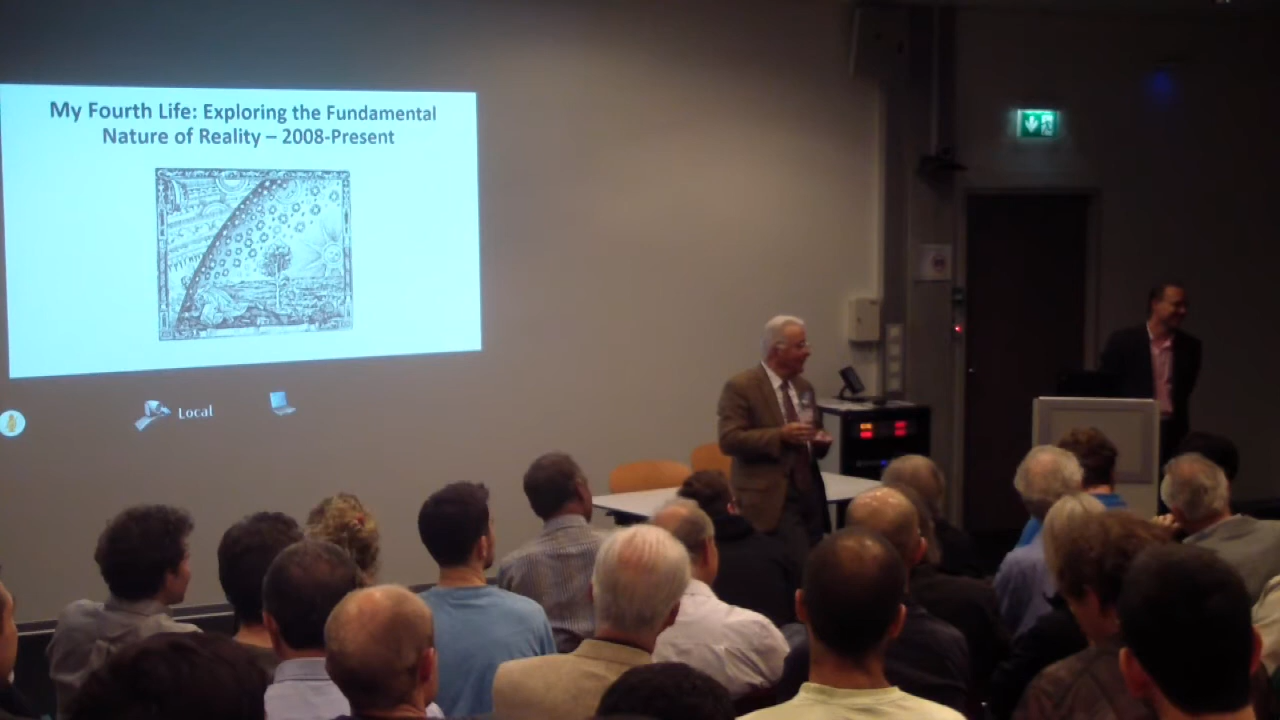 My Fourth Life: Exploring the Fundamental
Nature of Reality – 2008-Present
Local